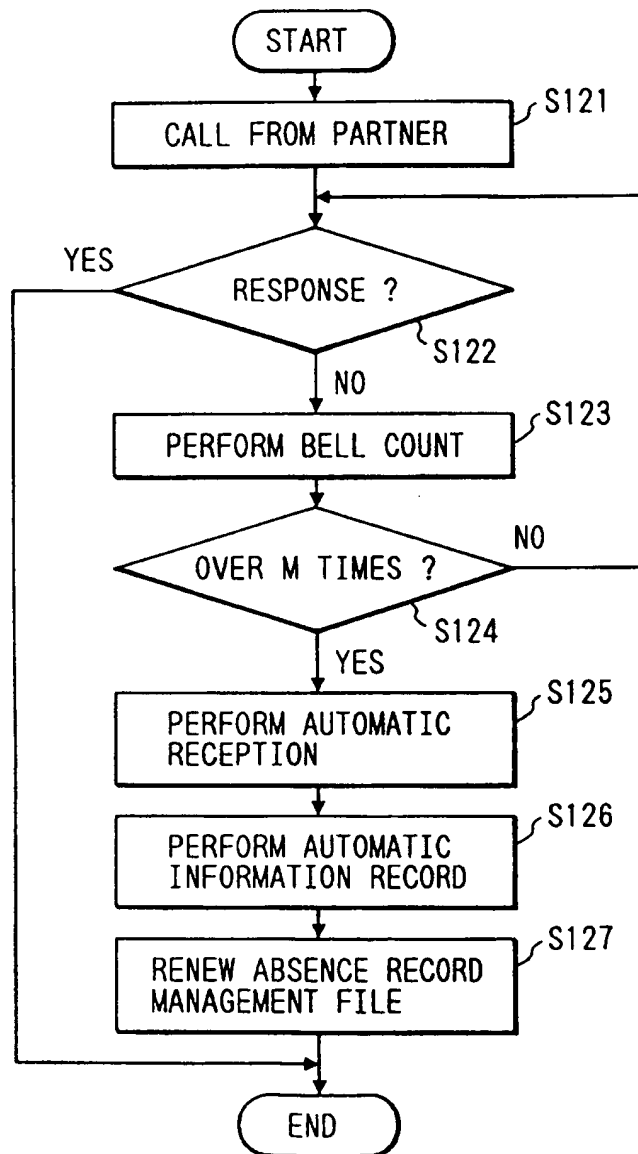 START
S121
CALL FROM PARTNER
YES
RESPONSE ?
S122
NO
S123
PERFORM BELL COUNT
NO
OVER M TIMES ?
S124
YES
S125
PERFORM AUTOMATIC
RECEPTION
S126
PERFORM AUTOMATIC
INFORMATION RECORD
S127
RENEW ABSENCE RECORD
MANAGEMENT FILE
END